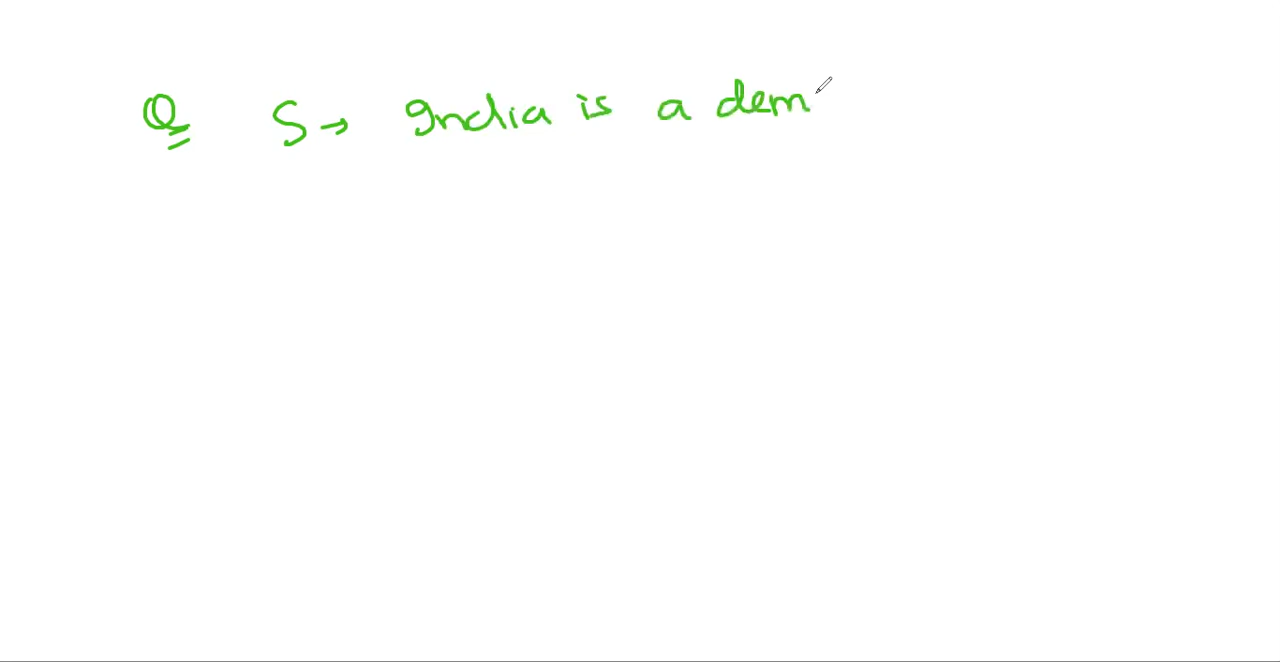 Q S → India is a dem